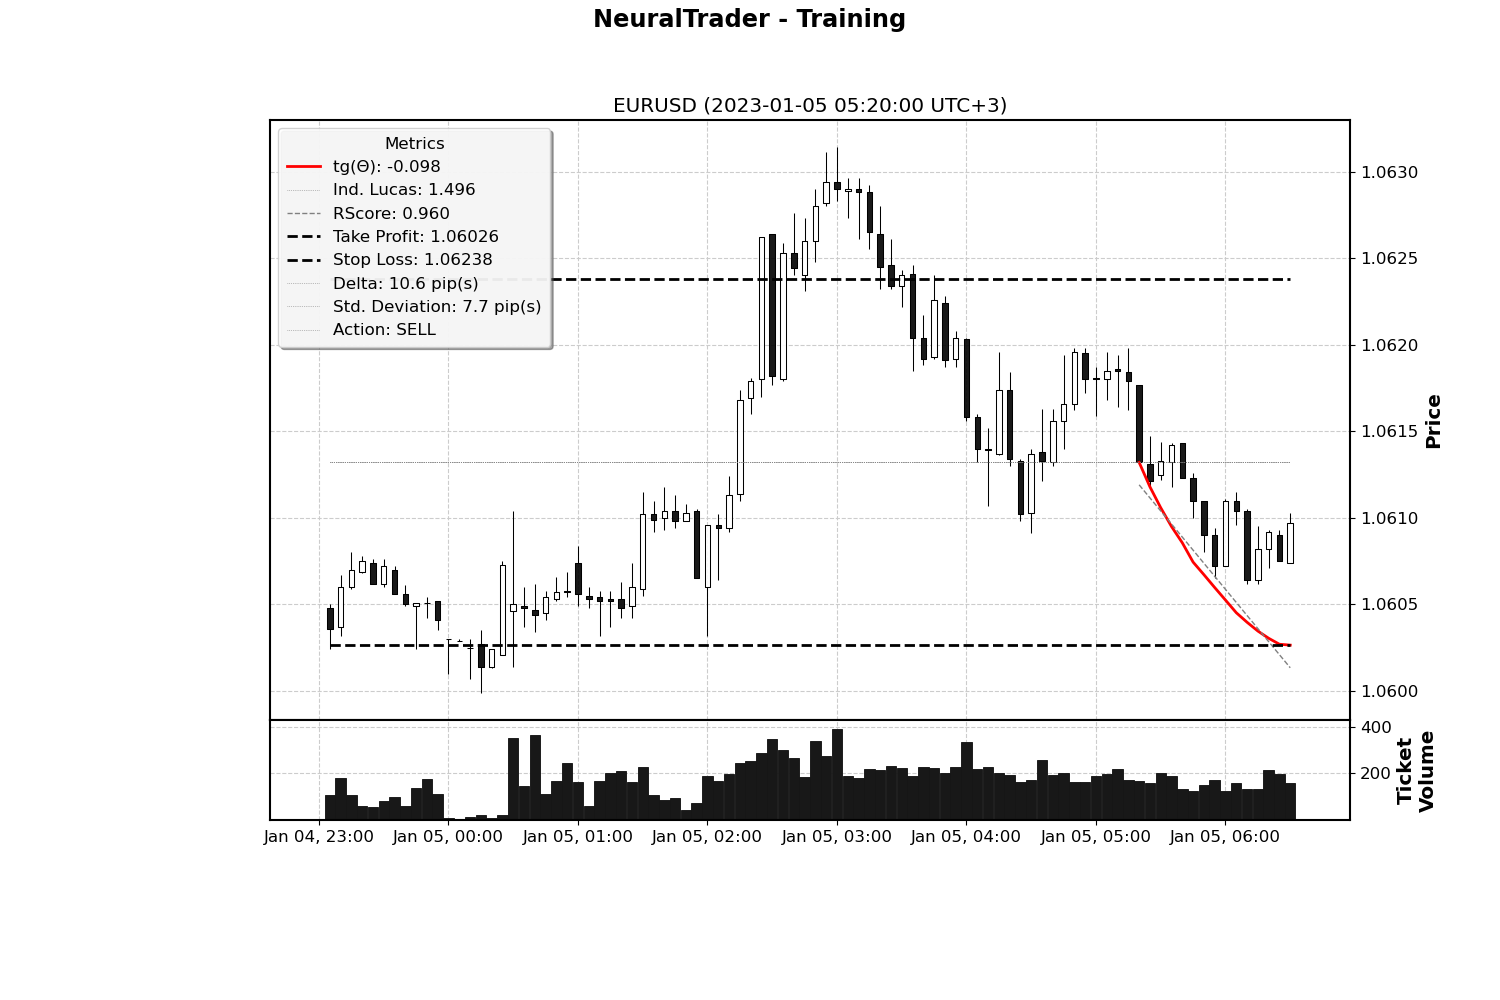 NeuralTrader - Training
EURUSD (2023-01-05 05:20:00 UTC+3)
Metrics
tg(Θ): -0.098
Ind. Lucas: 1.496
RScore: 0.960
Take Profit: 1.06026
Stop Loss: 1.06238
Delta: 10.6 pip(s)
Std. Deviation: 7.7 pip(s)
Action: SELL
1.0630
1.0625
1.0620
1.0615
1.0610
1.0605
1.0600
Price
400
200
Ticket
Volume
Jan 04, 23:00
Jan 05, 00:00
Jan 05, 01:00
Jan 05, 02:00
Jan 05, 03:00
Jan 05, 04:00
Jan 05, 05:00
Jan 05, 06:00